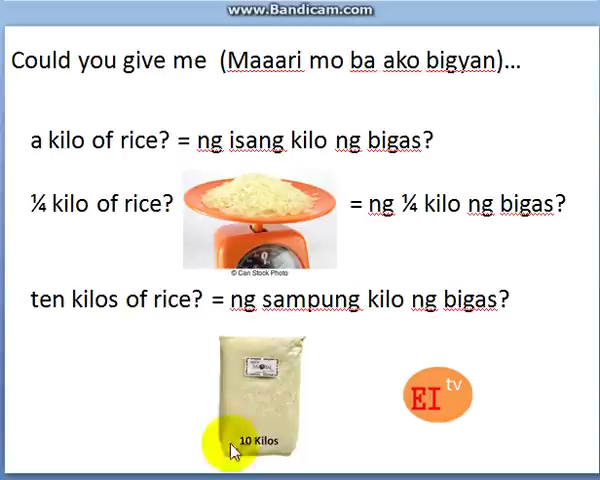 www.Bandicam.com
Could you give me (Maaari mo ba ako bigyan)…
a kilo of rice? = ng isang kilo ng bigas?
¼ kilo of rice? = ng ¼ kilo ng bigas?
© Can Stock Photo
ten kilos of rice? = ng sampung kilo ng bigas?
10 Kilos
EI tv